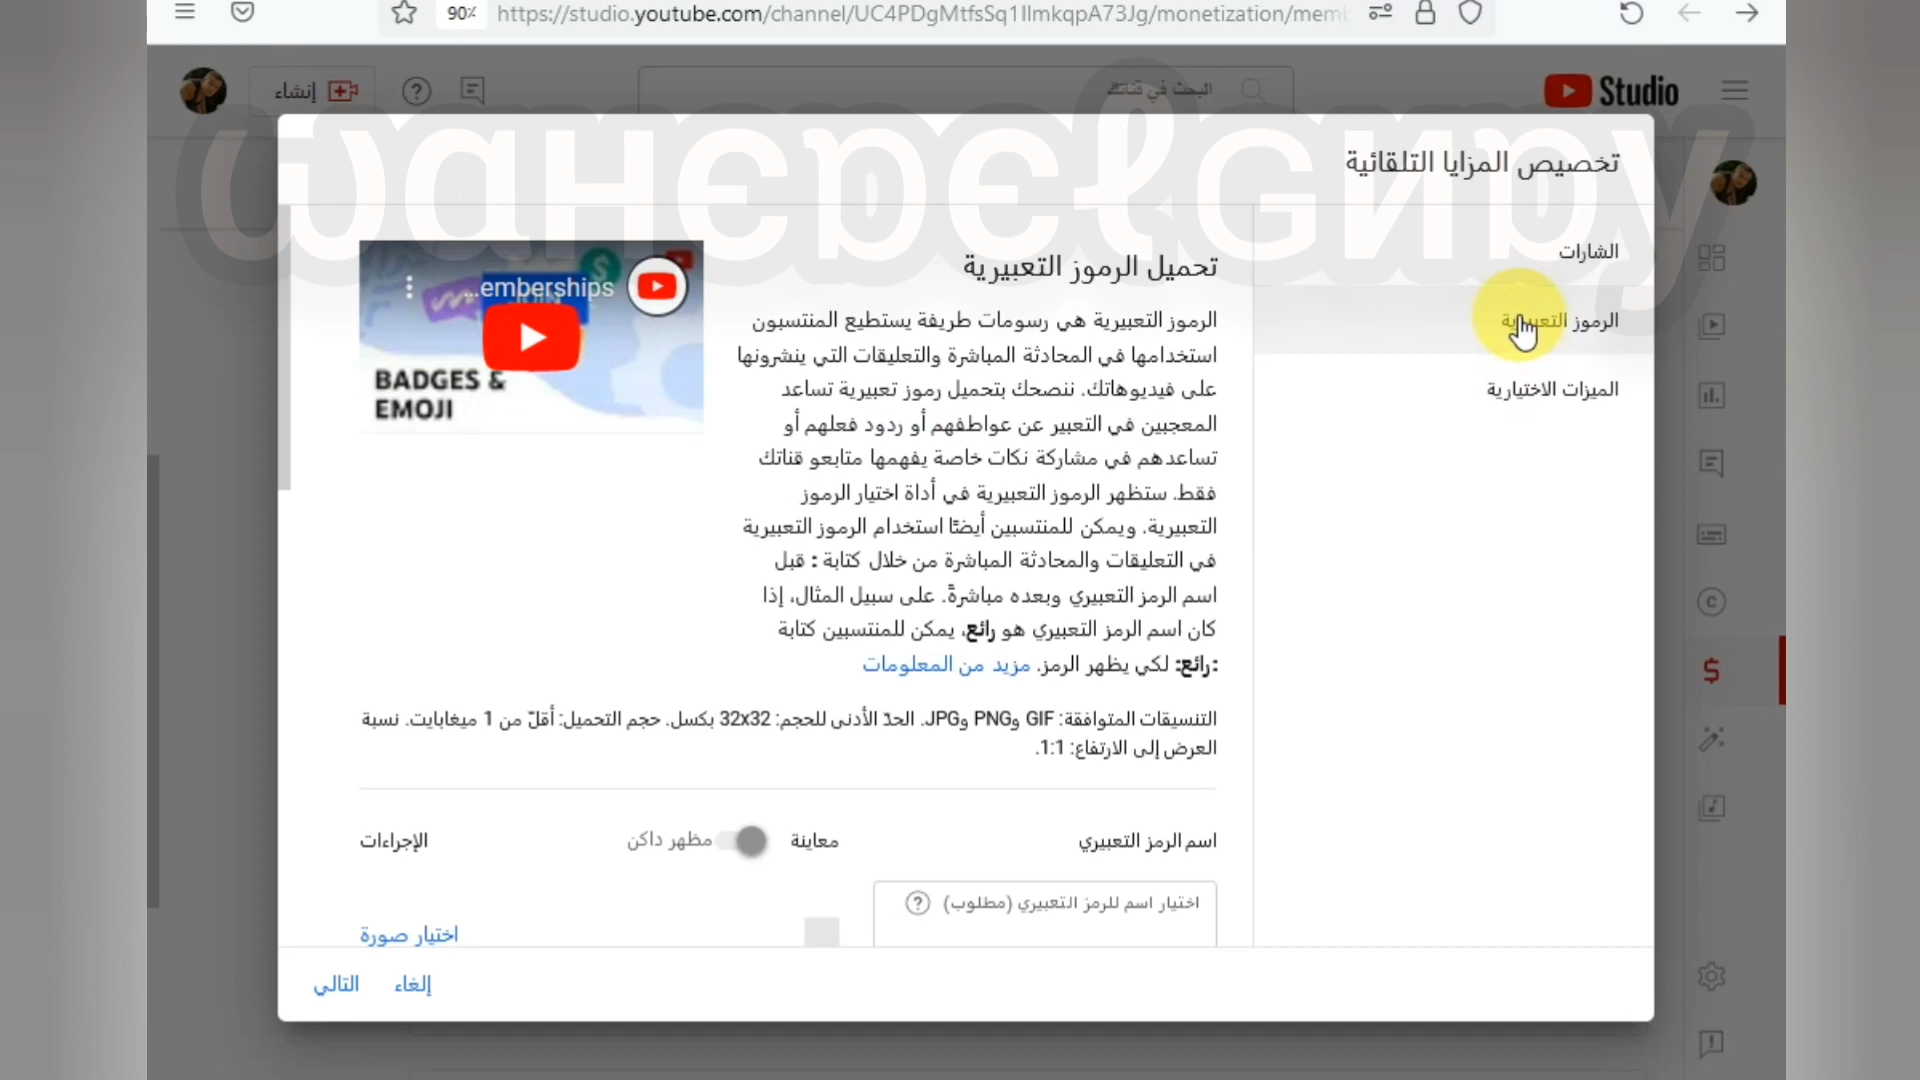 90%
https://studio.youtube.com/channel/UC4PDgMtfsSq1IlmkqpA73Jg/monetization/memb
Studio
البحث في قناتك
إنشاء
تخصيص المزايا التلقائية
الشارات
الرموز التعبيرية
الميزات الاختيارية
تحميل الرموز التعبيرية
الرموز التعبيرية هي رسومات طريفة يستطيع المنتسبون
استخدامها في المحادثة المباشرة والتعليقات التي ينشرونها
على فيديوهاتك. ننصحك بتحميل رموز تعبيرية تساعد
المعجبين في التعبير عن عواطفهم أو ردود فعلهم أو
تساعدهم في مشاركة نكات خاصة يفهمها متابعو قناتك
فقط. ستظهر الرموز التعبيرية في أداة اختيار الرموز
التعبيرية. ويمكن للمنتسبين أيضًا استخدام الرموز التعبيرية
في التعليقات والمحادثة المباشرة من خلال كتابة : قبل
اسم الرمز التعبيري وبعده مباشرةً. على سبيل المثال، إذا
كان اسم الرمز التعبيري هو رائع، يمكن للمنتسبين كتابة
:رائع: لكي يظهر الرمز. مزيد من المعلومات
...emberships
JOIN
BADGES &
EMOJI
التنسيقات المتوافقة: GIF وPNG وJPG. الحدّ الأدنى للحجم: 32x32 بكسل. حجم التحميل: أقلّ من 1 ميغابايت. نسبة
العرض إلى الارتفاع: 1:1.
اسم الرمز التعبيري
معاينة
مظهر داكن
الإجراءات
اختيار اسم للرمز التعبيري (مطلوب)
اختيار صورة
إلغاء
التالي